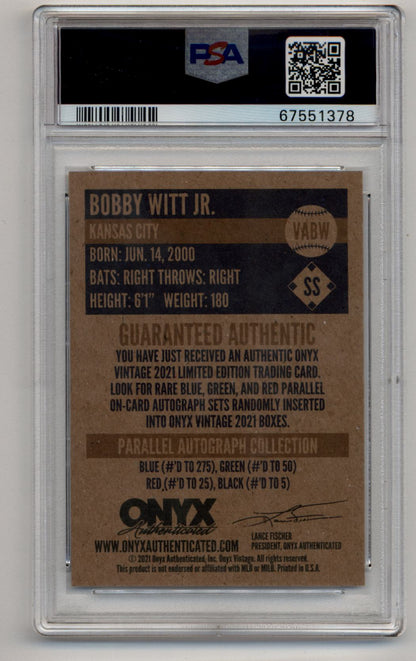 PSA
67551378
BOBBY WITT JR.
KANSAS CITY
VABW
BORN: JUN. 14, 2000
BATS: RIGHT THROWS: RIGHT
SS
HEIGHT: 6'1" WEIGHT: 180
GUARANTEED AUTHENTIC
YOU HAVE JUST RECEIVED AN AUTHENTIC ONYX
VINTAGE 2021 LIMITED EDITION TRADING CARD.
LOOK FOR RARE BLUE, GREEN, AND RED PARALLEL
ON-CARD AUTOGRAPH SETS RANDOMLY INSERTED
INTO ONYX VINTAGE 2021 BOXES.
PARALLEL AUTOGRAPH COLLECTION
BLUE (#'D TO 275), GREEN (#'D TO 50)
RED (#'D TO 25), BLACK (#'D TO 5)
ONYX
Authenticated
WWW.ONYXAUTHENTICATED.COM
LANCE FISCHER
PRESIDENT, ONYX AUTHENTICATED
© 2021 Onyx Authenticated, Inc. Onyx Vintage. All rights reserved.
This product is not endorsed or affiliated with MLB or MiLB. Printed in U.S.A.